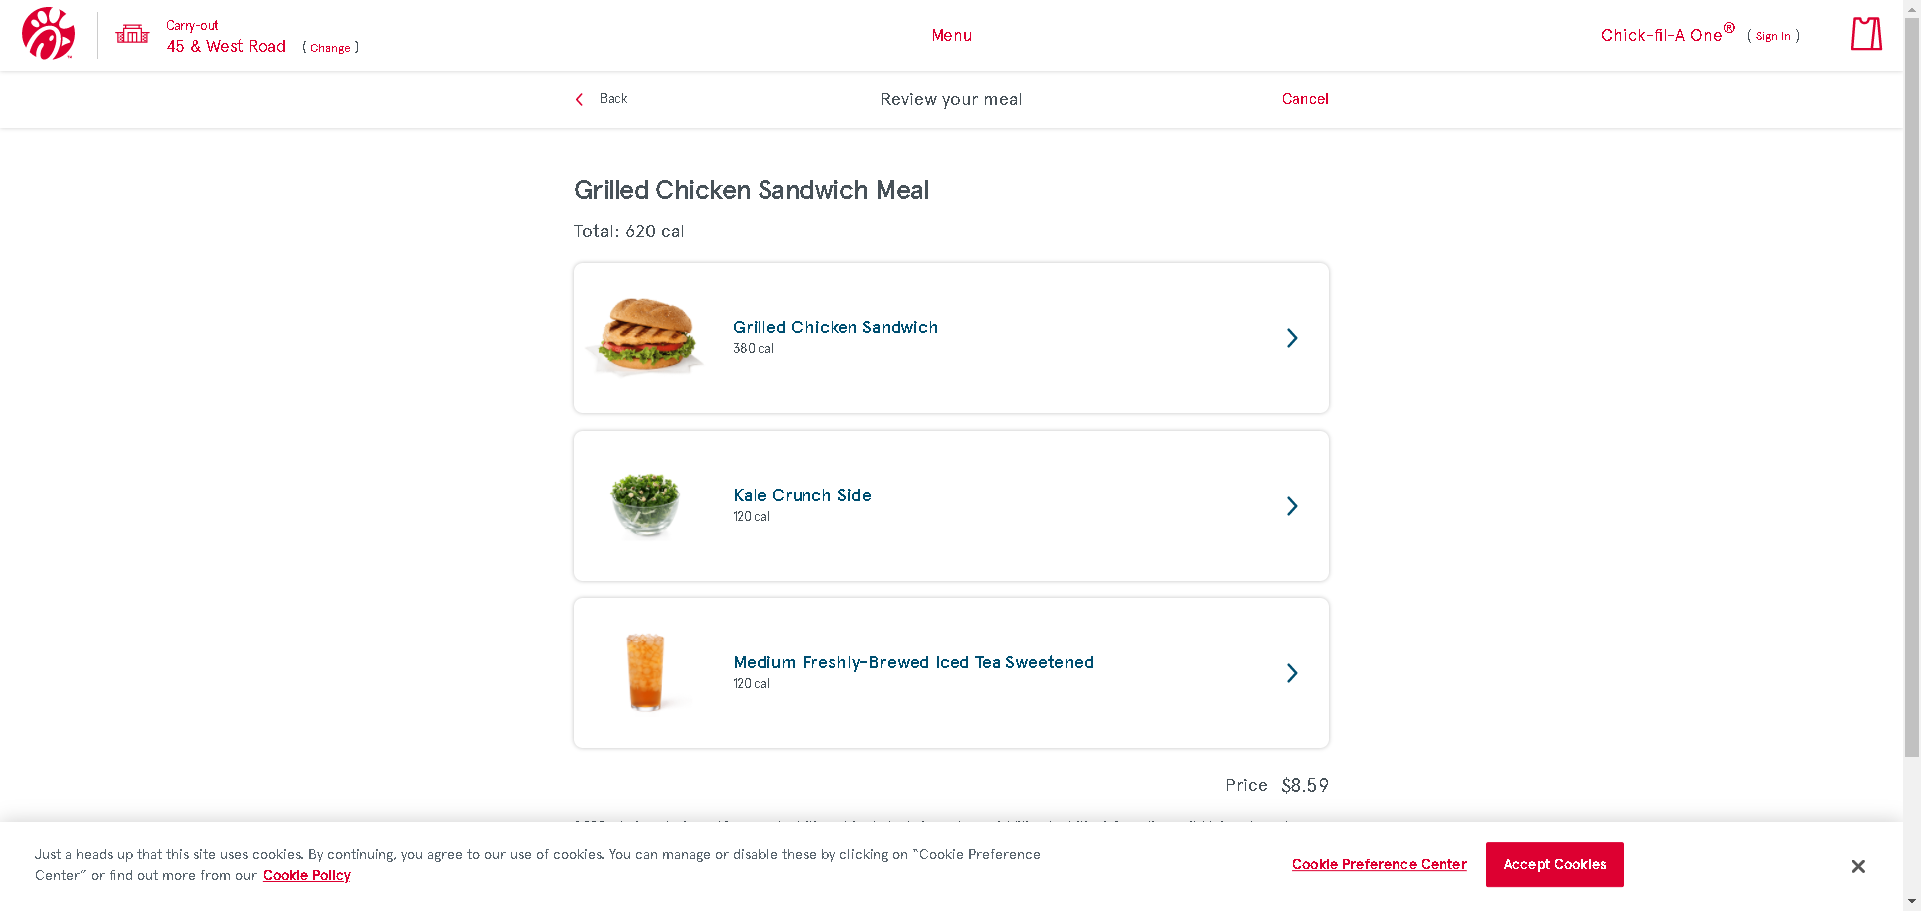 Carry-out
45 & West Road ( Change )
Menu
Chick-fil-A One® ( Sign In )
Back
Review your meal
Cancel
Grilled Chicken Sandwich Meal
Total: 620 cal
Grilled Chicken Sandwich
380 cal
Kale Crunch Side
120 cal
Medium Freshly-Brewed Iced Tea Sweetened
120 cal
Price $8.59
Just a heads up that this site uses cookies. By continuing, you agree to our use of cookies. You can manage or disable these by clicking on “Cookie Preference
Center” or find out more from our Cookie Policy
Cookie Preference Center
Accept Cookies